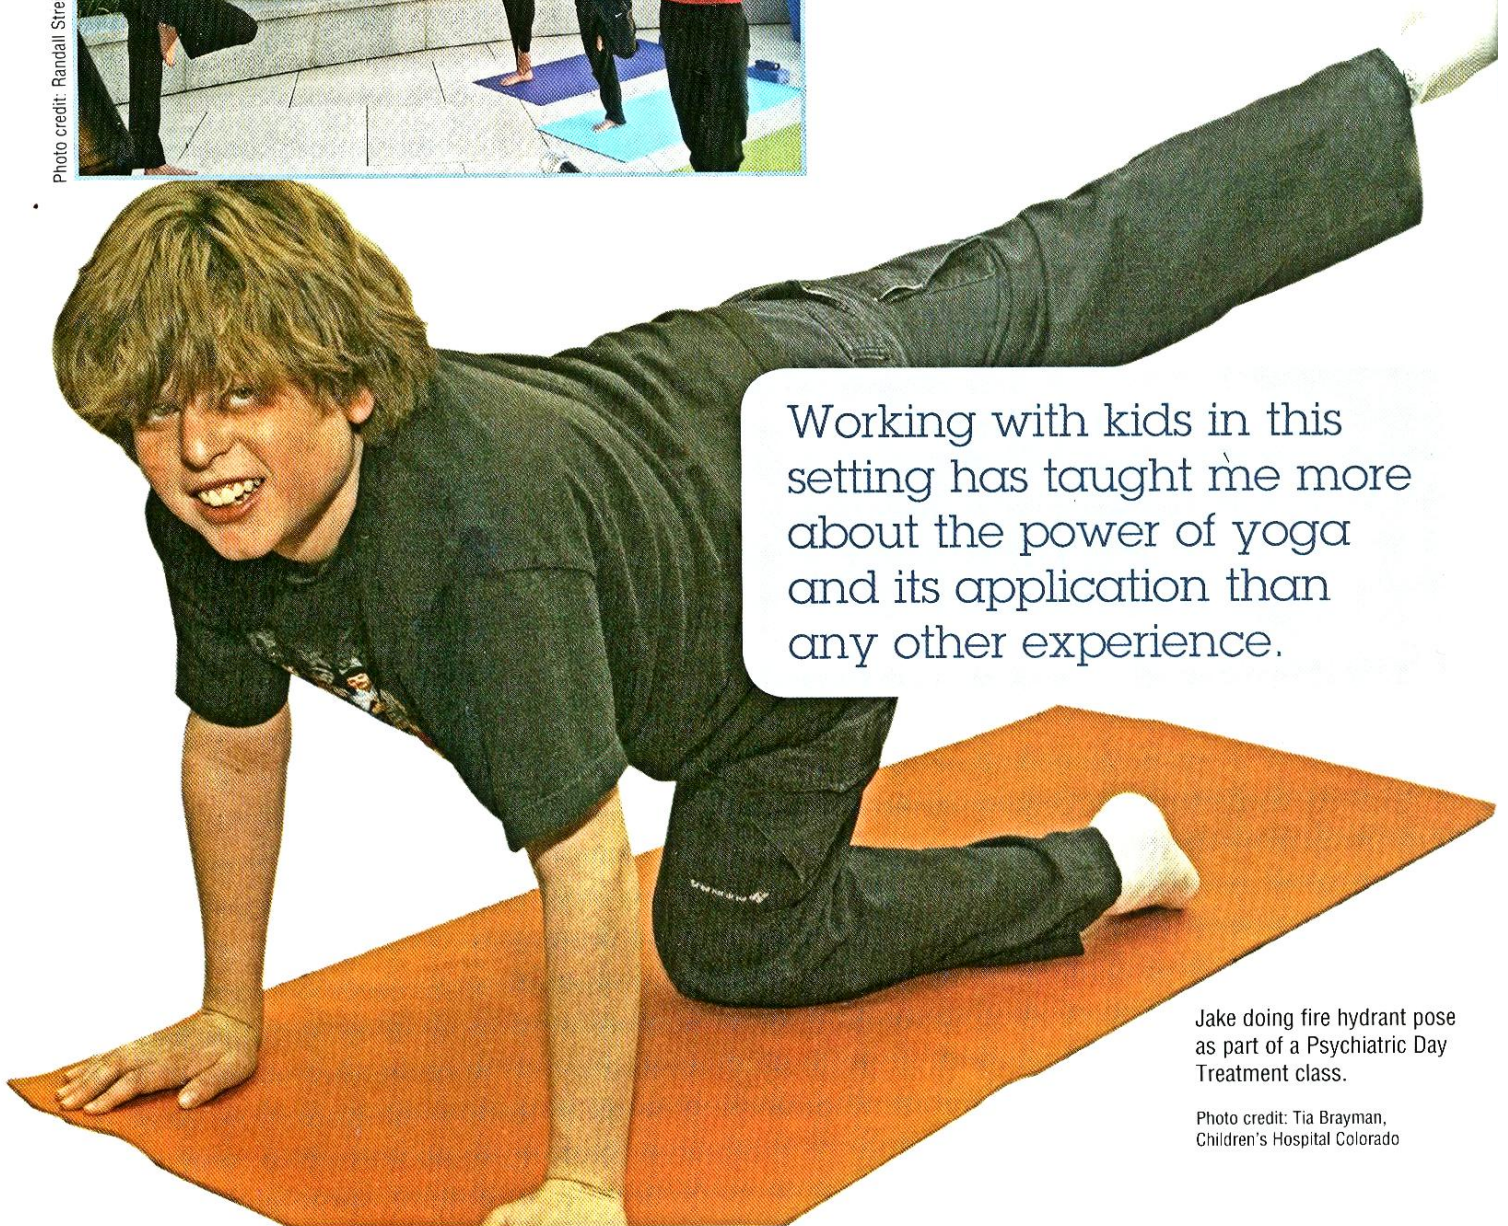 Photo credit: Randall Stre
Working with kids in this
setting has taught me more
about the power of yoga
and its application than
any other experience.
Jake doing fire hydrant pose
as part of a Psychiatric Day
Treatment class.
Photo credit: Tia Brayman,
Children's Hospital Colorado